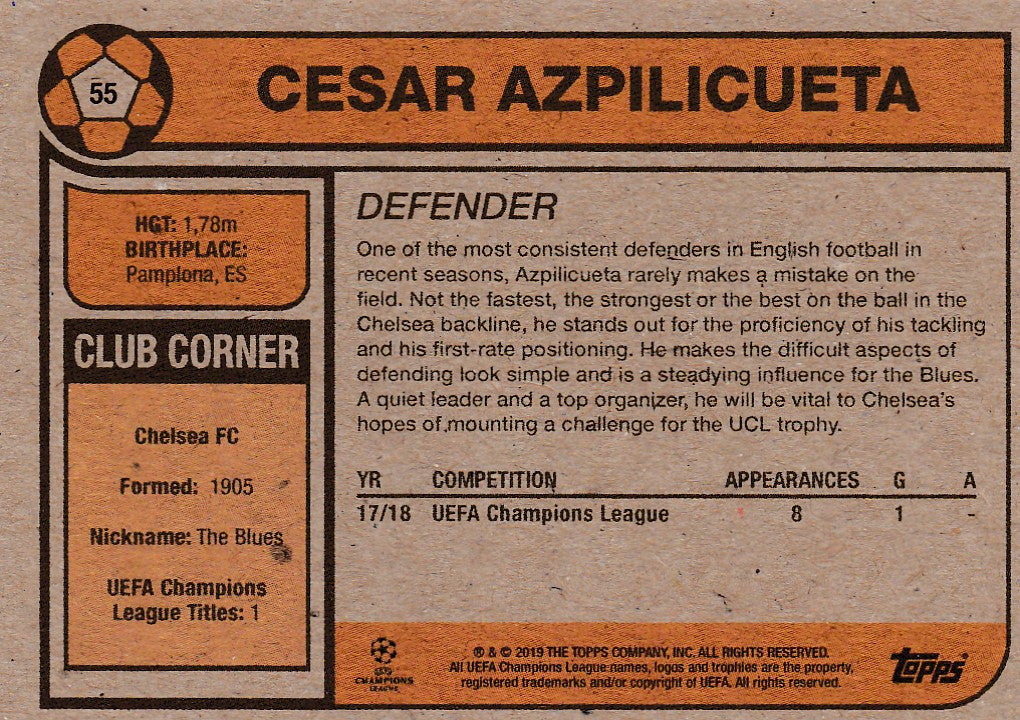 55
CESAR AZPILICUETA
HGT: 1,78m
BIRTHPLACE:
Pamplona, ES
CLUB CORNER
Chelsea FC
Formed: 1905
Nickname: The Blues
UEFA Champions
League Titles: 1
DEFENDER
One of the most consistent defenders in English football in
recent seasons, Azpilicueta rarely makes a mistake on the
field. Not the fastest, the strongest or the best on the ball in the
Chelsea backline, he stands out for the proficiency of his tackling
and his first-rate positioning. He makes the difficult aspects of
defending look simple and is a steadying influence for the Blues.
A quiet leader and a top organizer, he will be vital to Chelsea's
hopes of mounting a challenge for the UCL trophy.
YR COMPETITION APPEARANCES G A
17/18 UEFA Champions League 8 1 -
UEFA
CHAMPIONS
LEAGUE
® & © 2019 THE TOPPS COMPANY, INC. ALL RIGHTS RESERVED.
All UEFA Champions League names, logos and trophies are the property,
registered trademarks and/or copyright of UEFA. All rights reserved.
Topps